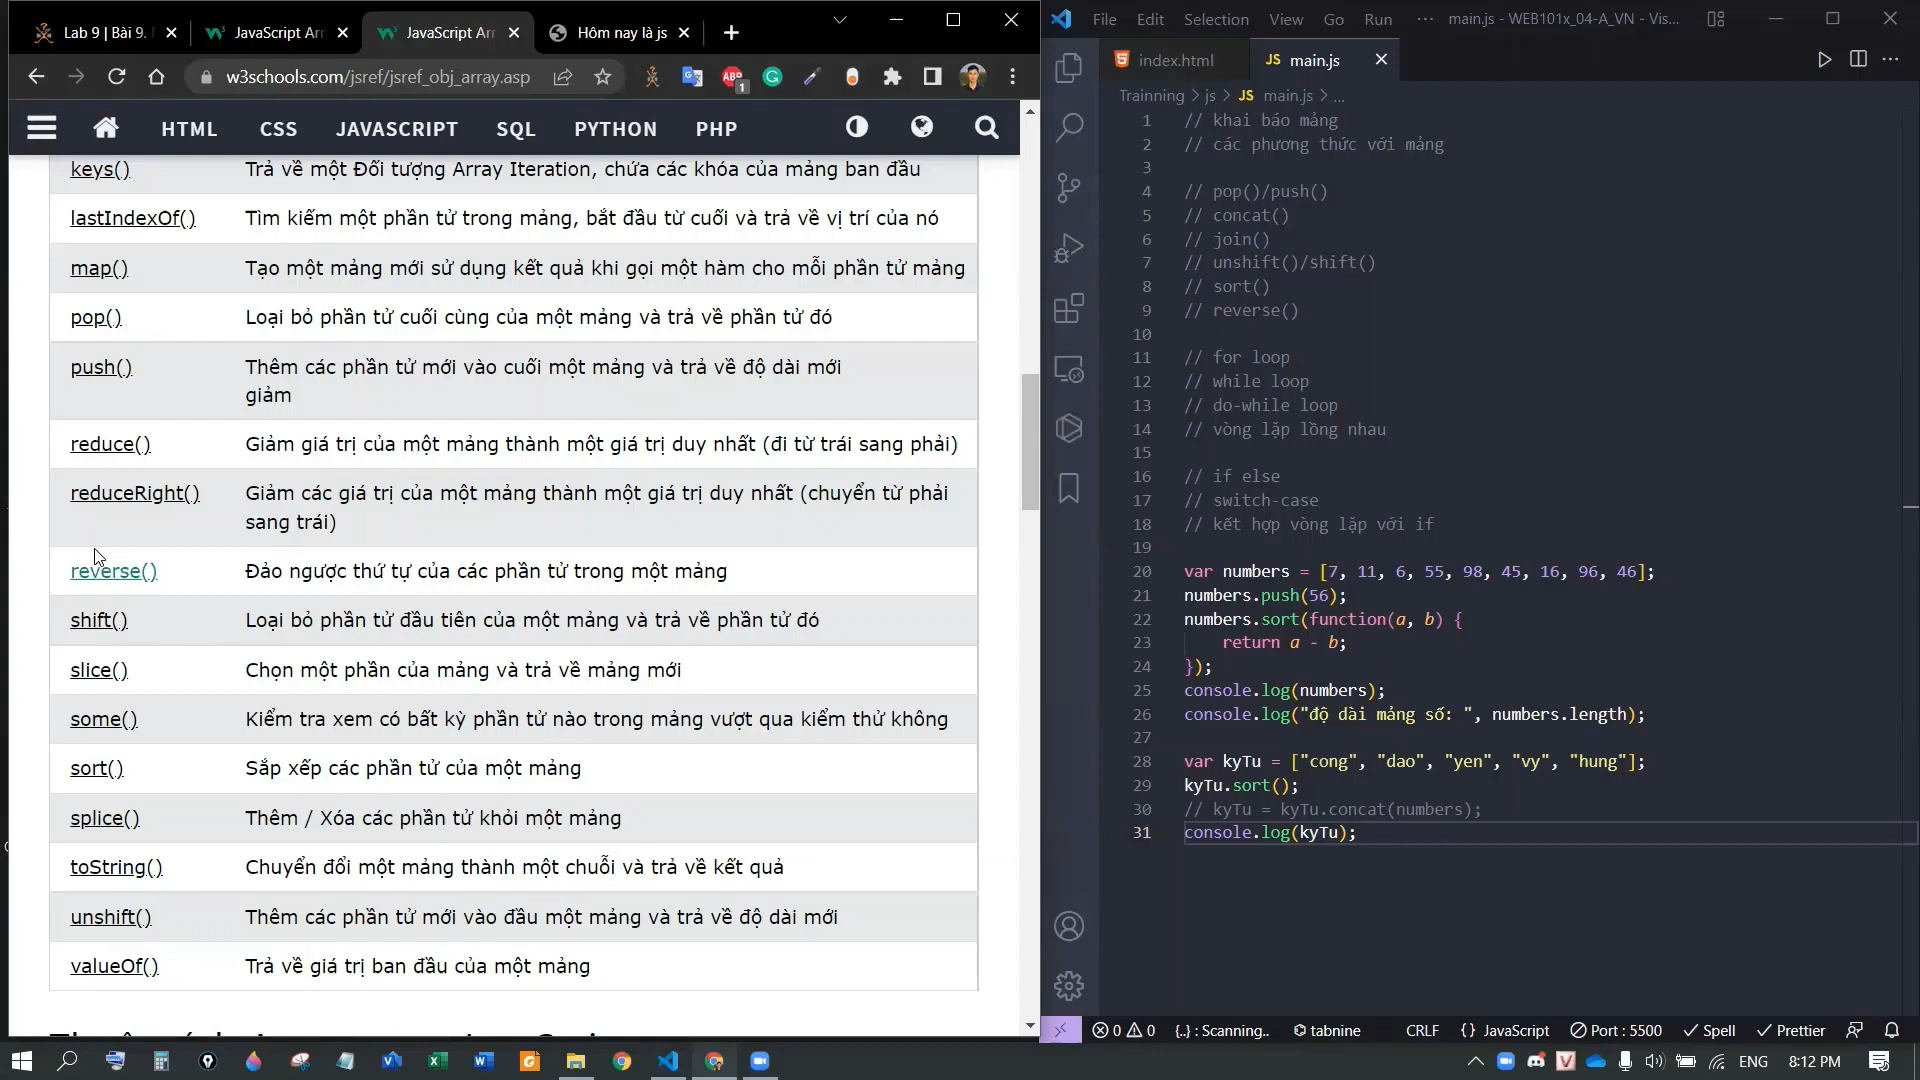 Lab 9 | Bài 9.
JavaScript Arr
JavaScript Arr
Hôm nay là js
w3schools.com/jsref/jsref_obj_array.asp
ABP
1
HTML
CSS
JAVASCRIPT
SQL
PYTHON
PHP
keys() Trả về một Đối tượng Array Iteration, chứa các khóa của mảng ban đầu
lastIndexOf() Tìm kiếm một phần tử trong mảng, bắt đầu từ cuối và trả về vị trí của nó
map() Tạo một mảng mới sử dụng kết quả khi gọi một hàm cho mỗi phần tử mảng
pop() Loại bỏ phần tử cuối cùng của một mảng và trả về phần tử đó
push() Thêm các phần tử mới vào cuối một mảng và trả về độ dài mới
giảm
reduce() Giảm giá trị của một mảng thành một giá trị duy nhất (đi từ trái sang phải)
reduceRight() Giảm các giá trị của một mảng thành một giá trị duy nhất (chuyển từ phải
sang trái)
reverse() Đảo ngược thứ tự của các phần tử trong một mảng
shift() Loại bỏ phần tử đầu tiên của một mảng và trả về phần tử đó
slice() Chọn một phần của mảng và trả về mảng mới
some() Kiểm tra xem có bất kỳ phần tử nào trong mảng vượt qua kiểm thử không
sort() Sắp xếp các phần tử của một mảng
splice() Thêm / Xóa các phần tử khỏi một mảng
toString() Chuyển đổi một mảng thành một chuỗi và trả về kết quả
unshift() Thêm các phần tử mới vào đầu một mảng và trả về độ dài mới
valueOf() Trả về giá trị ban đầu của một mảng
File Edit Selection View Go Run ··· main.js - WEB101x_04-A_VN - Vis...
index.html
JS main.js
Trainning > js > JS main.js > ...
1 // khai báo mảng
2 // các phương thức với mảng
3
4 // pop()/push()
5 // concat()
6 // join()
7 // unshift()/shift()
8 // sort()
9 // reverse()
10
11 // for loop
12 // while loop
13 // do-while loop
14 // vòng lặp lồng nhau
15
16 // if else
17 // switch-case
18 // kết hợp vòng lặp với if
19
20 var numbers = [7, 11, 6, 55, 98, 45, 16, 96, 46];
21 numbers.push(56);
22 numbers.sort(function(a, b) {
23 return a - b;
24 });
25 console.log(numbers);
26 console.log("độ dài mảng số: ", numbers.length);
27
28 var kyTu = ["cong", "dao", "yen", "vy", "hung"];
29 kyTu.sort();
30 // kyTu = kyTu.concat(numbers);
31 console.log(kyTu);
0 0 {..} : Scanning.. tabnine CRLF {} JavaScript Port : 5500 Spell Prettier
ENG 8:12 PM